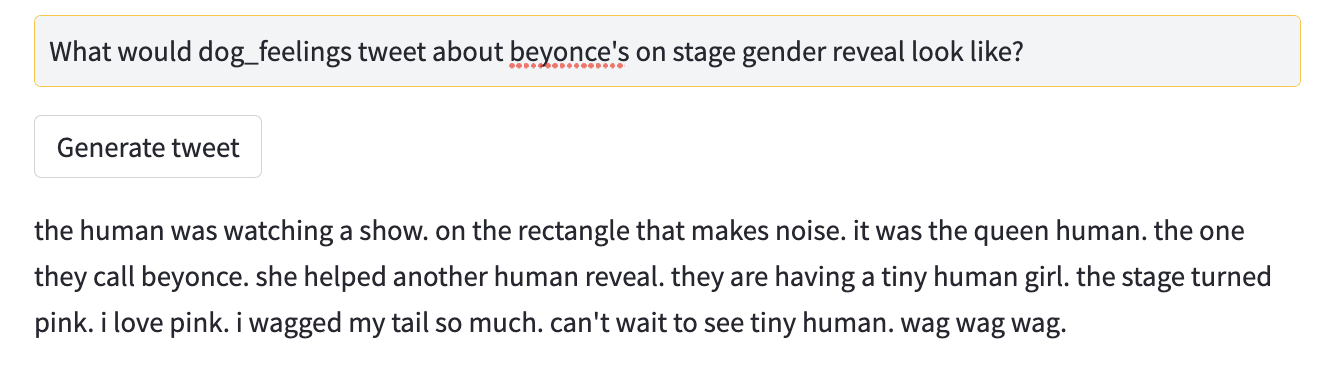 What would dog_feelings tweet about beyonce's on stage gender reveal look like?
Generate tweet
the human was watching a show. on the rectangle that makes noise. it was the queen human. the one
they call beyonce. she helped another human reveal. they are having a tiny human girl. the stage turned
pink. i love pink. i wagged my tail so much. can't wait to see tiny human. wag wag wag.